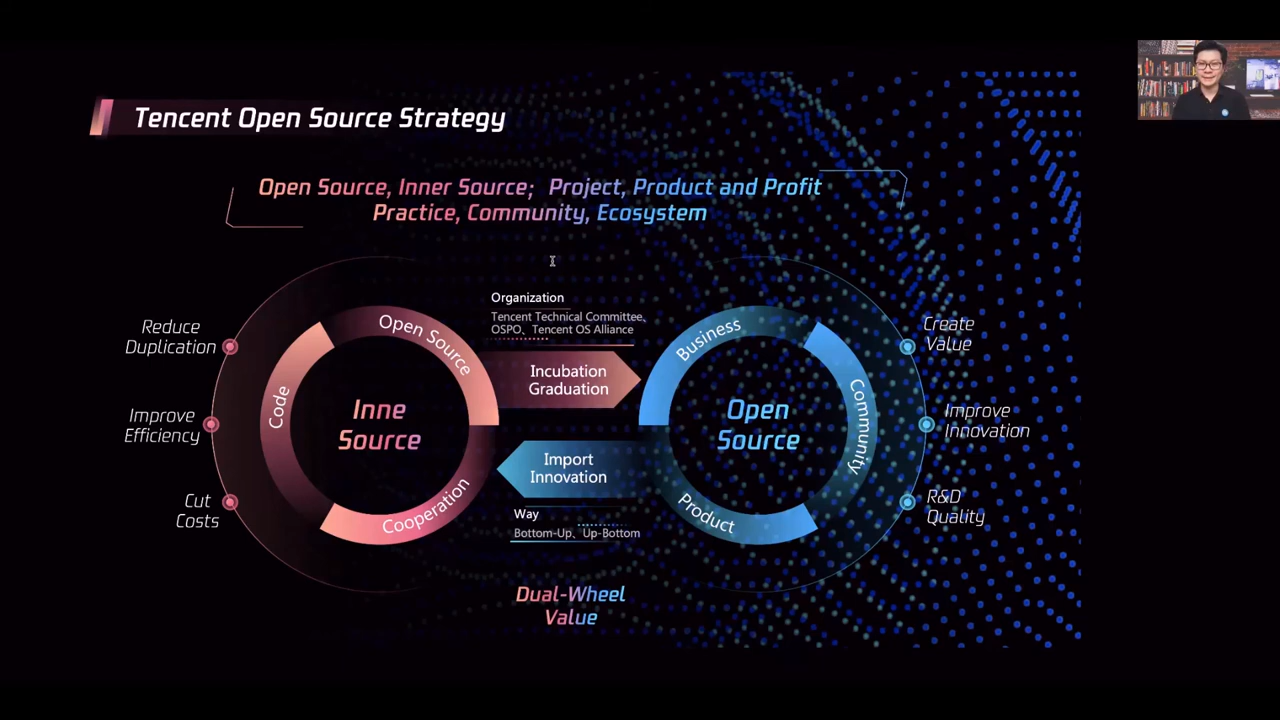 Tencent Open Source Strategy
Open Source, Inner Source; Project, Product and Profit
Practice, Community, Ecosystem
Organization
Tencent Technical Committee、
OSPO、Tencent OS Alliance
Reduce
Duplication
Improve
Efficiency
Cut
Costs
Code
Open Source
Cooperation
Inne
Source
Incubation
Graduation
Import
Innovation
Way
Bottom-Up、Up-Bottom
Business
Community
Product
Open
Source
Create
Value
Improve
Innovation
R&D
Quality
Dual-Wheel
Value